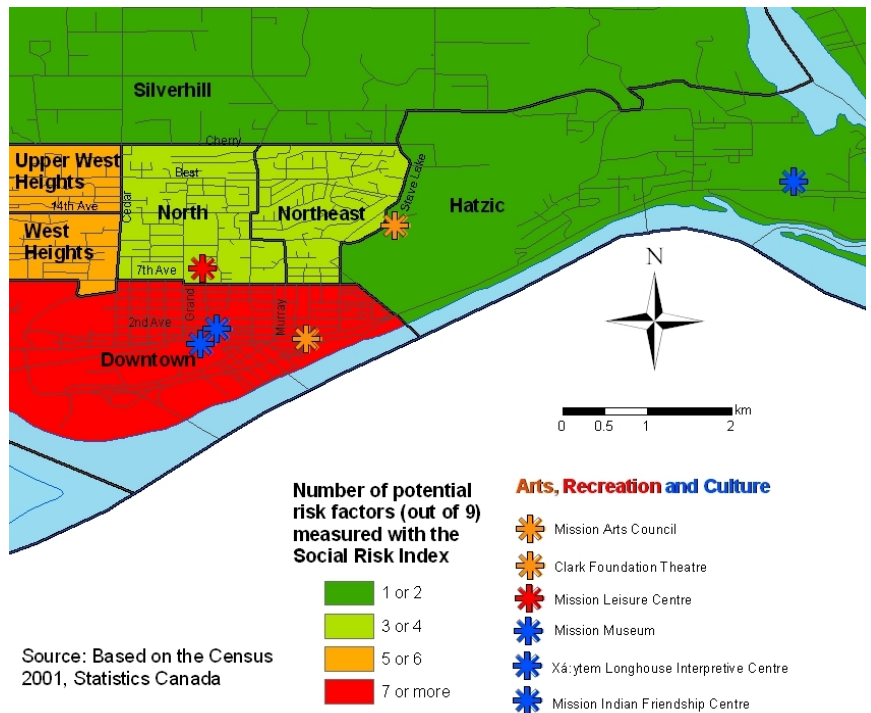 Silverhill
Cherry
Upper West
Heights
Best
14th Ave
Cedar
North
Northeast
Stave Lake
Hatzic
West
Heights
7th Ave
N
Grand
Murray
2nd Ave
Downtown
km
0 0.5 1 2
Number of potential
risk factors (out of 9)
measured with the
Social Risk Index
1 or 2
3 or 4
5 or 6
7 or more
Arts, Recreation and Culture
Mission Arts Council
Clark Foundation Theatre
Mission Leisure Centre
Mission Museum
Xá:ytem Longhouse Interpretive Centre
Mission Indian Friendship Centre
Source: Based on the Census
2001, Statistics Canada